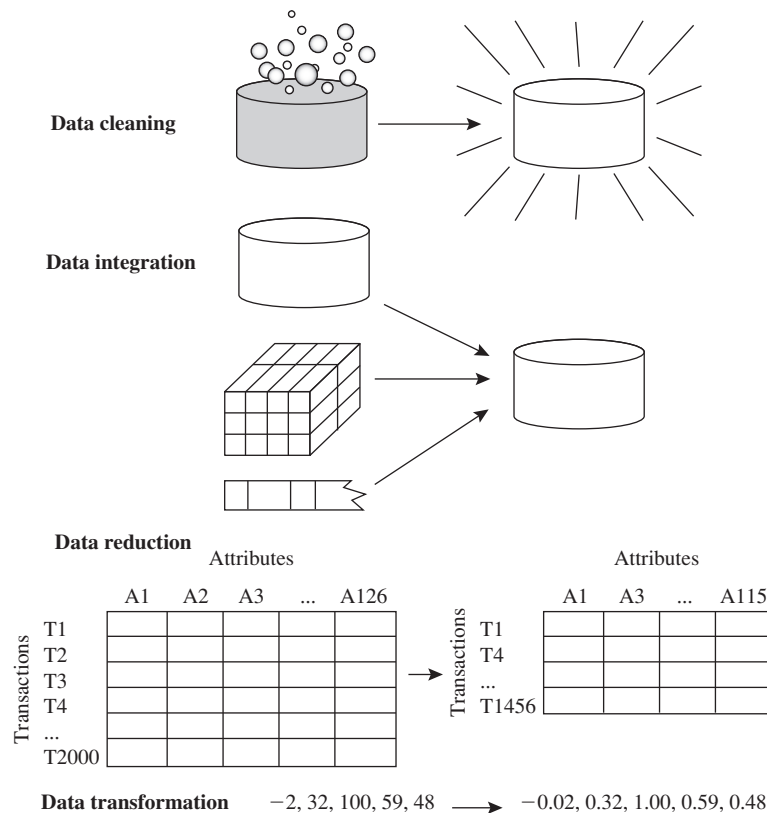 Data cleaning
Data integration
Data reduction
Attributes
Attributes
A1 A2 A3 ... A126
A1 A3 ... A115
Transactions
T1
T2
T3
T4
...
T2000
Transactions
T1
T4
...
T1456
Data transformation −2, 32, 100, 59, 48 −0.02, 0.32, 1.00, 0.59, 0.48